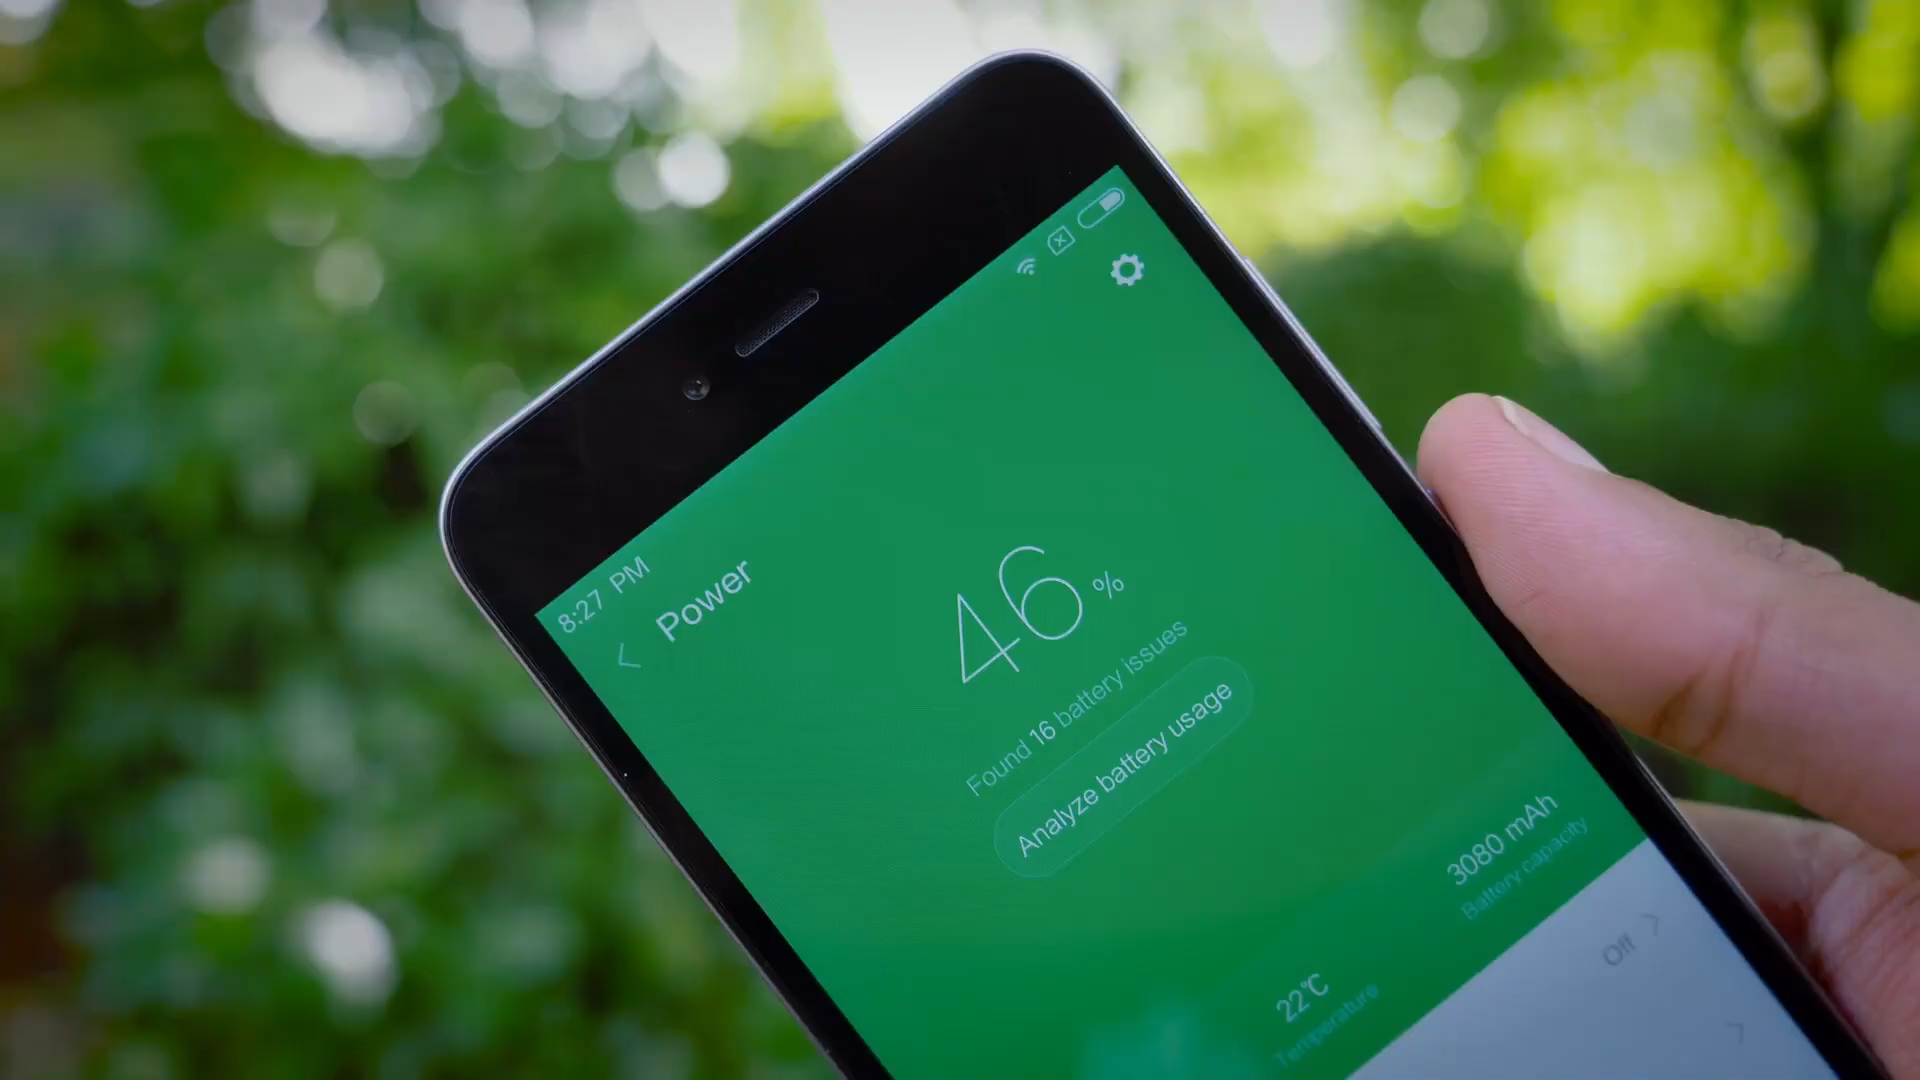 8:27 PM
Power
46 %
Found 16 battery issues
Analyze battery usage
22°C
Temperature
3080 mAh
Battery capacity
Off